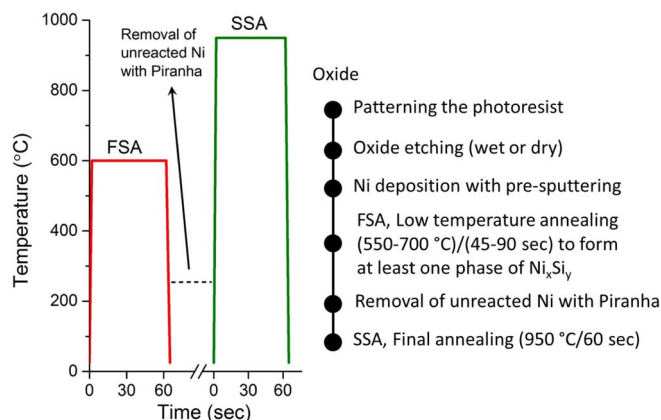 1000
800
600
400
200
0
Temperature (°C)
0
30
60
0
30
60
Time (sec)
FSA
Removal of
unreacted Ni
with Piranha
SSA
Oxide
Patterning the photoresist
Oxide etching (wet or dry)
Ni deposition with pre-sputtering
FSA, Low temperature annealing
(550-700 °C)/(45-90 sec) to form
at least one phase of NixSiy
Removal of unreacted Ni with Piranha
SSA, Final annealing (950 °C/60 sec)